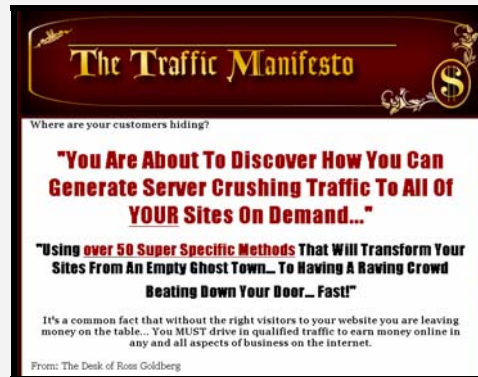 The Traffic Manifesto
$
Where are your customers hiding?
"You Are About To Discover How You Can
Generate Server Crushing Traffic To All Of
YOUR Sites On Demand..."
"Using over 50 Super Specific Methods That Will Transform Your
Sites From An Empty Ghost Town... To Having A Raving Crowd
Beating Down Your Door... Fast!"
It's a common fact that without the right visitors to your website you are leaving
money on the table... You MUST drive in qualified traffic to earn money online in
any and all aspects of business on the internet.
From: The Desk of Ross Goldberg